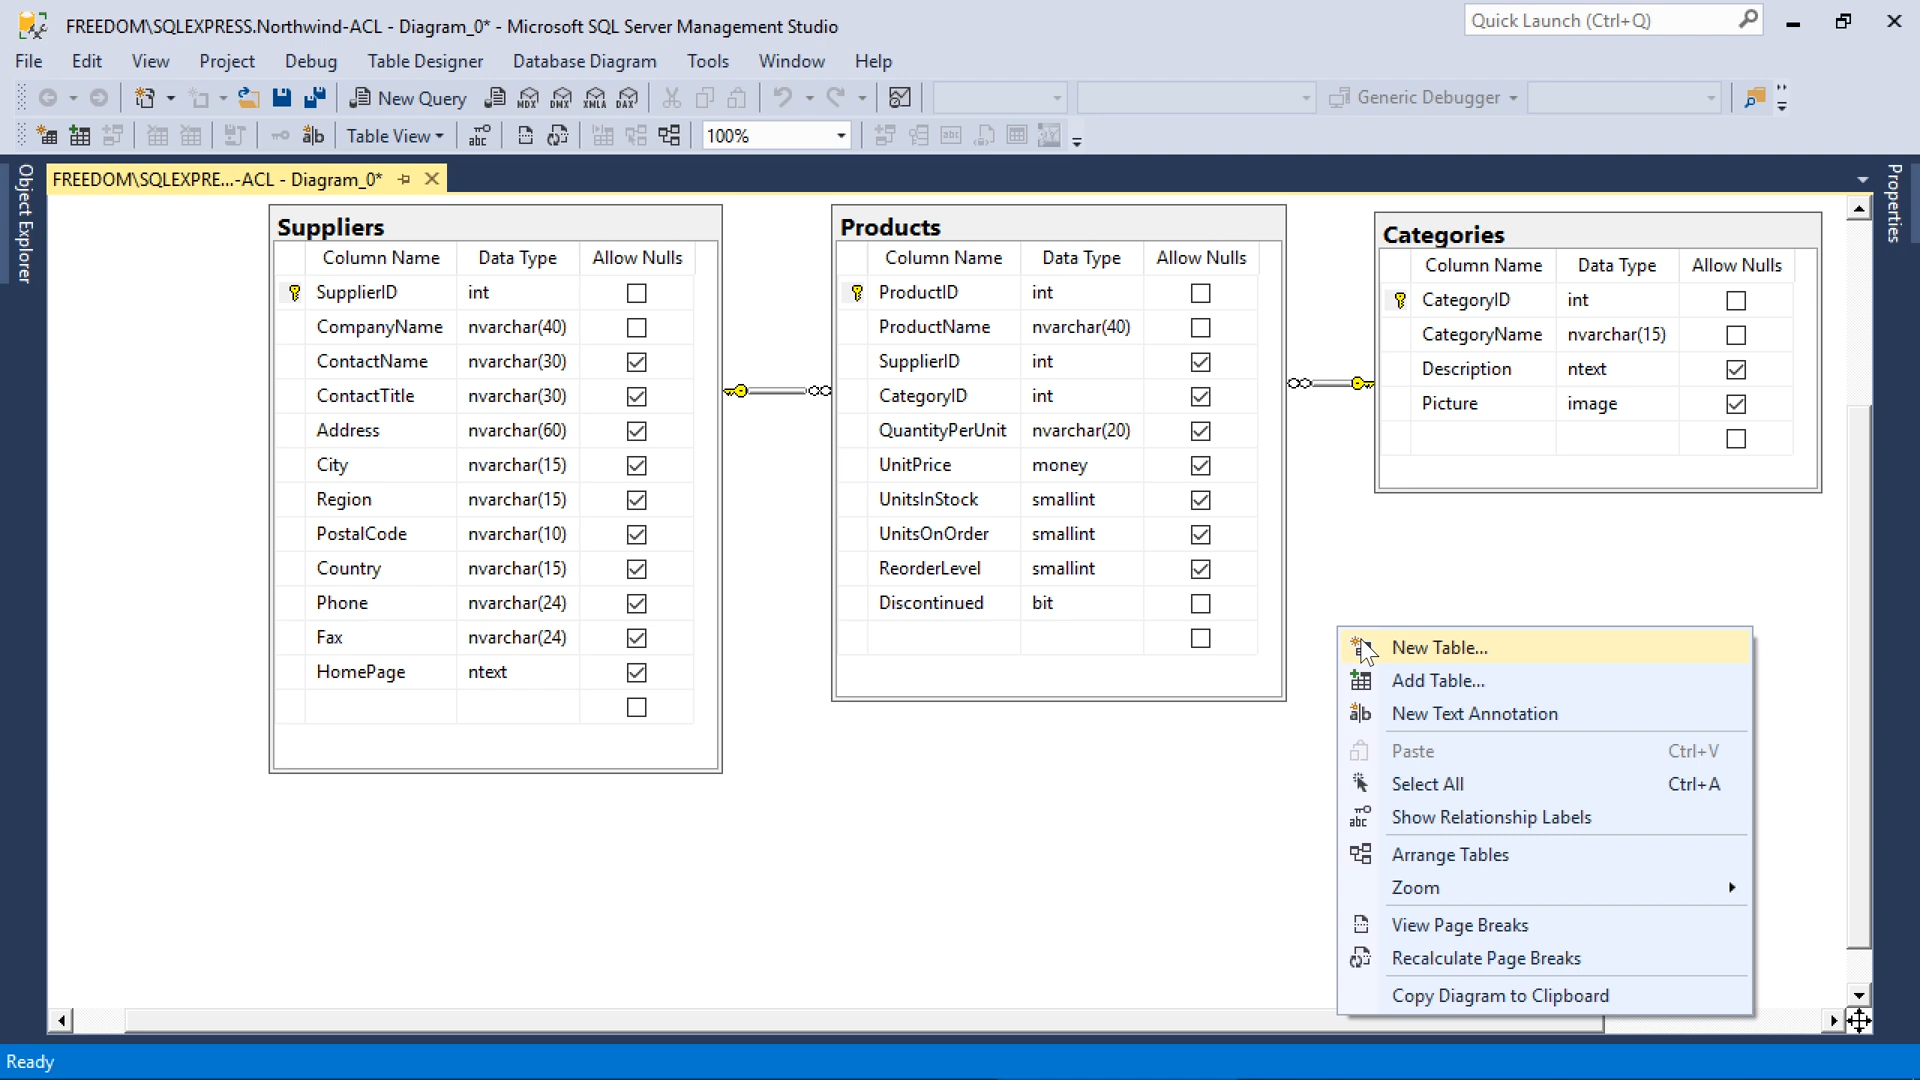 FREEDOM\SQLEXPRESS.Northwind-ACL - Diagram_0* - Microsoft SQL Server Management Studio
Quick Launch (Ctrl+Q)
File Edit View Project Debug Table Designer Database Diagram Tools Window Help
New Query MDX DMX XMLA DAX Generic Debugger
Table View 100%
Object Explorer
FREEDOM\SQLEXPRE...-ACL - Diagram_0*
Properties
Suppliers
Column Name Data Type Allow Nulls
SupplierID int
CompanyName nvarchar(40)
ContactName nvarchar(30)
ContactTitle nvarchar(30)
Address nvarchar(60)
City nvarchar(15)
Region nvarchar(15)
PostalCode nvarchar(10)
Country nvarchar(15)
Phone nvarchar(24)
Fax nvarchar(24)
HomePage ntext
Products
Column Name Data Type Allow Nulls
ProductID int
ProductName nvarchar(40)
SupplierID int
CategoryID int
QuantityPerUnit nvarchar(20)
UnitPrice money
UnitsInStock smallint
UnitsOnOrder smallint
ReorderLevel smallint
Discontinued bit
Categories
Column Name Data Type Allow Nulls
CategoryID int
CategoryName nvarchar(15)
Description ntext
Picture image
New Table...
Add Table...
New Text Annotation
Paste Ctrl+V
Select All Ctrl+A
Show Relationship Labels
Arrange Tables
Zoom
View Page Breaks
Recalculate Page Breaks
Copy Diagram to Clipboard
Ready